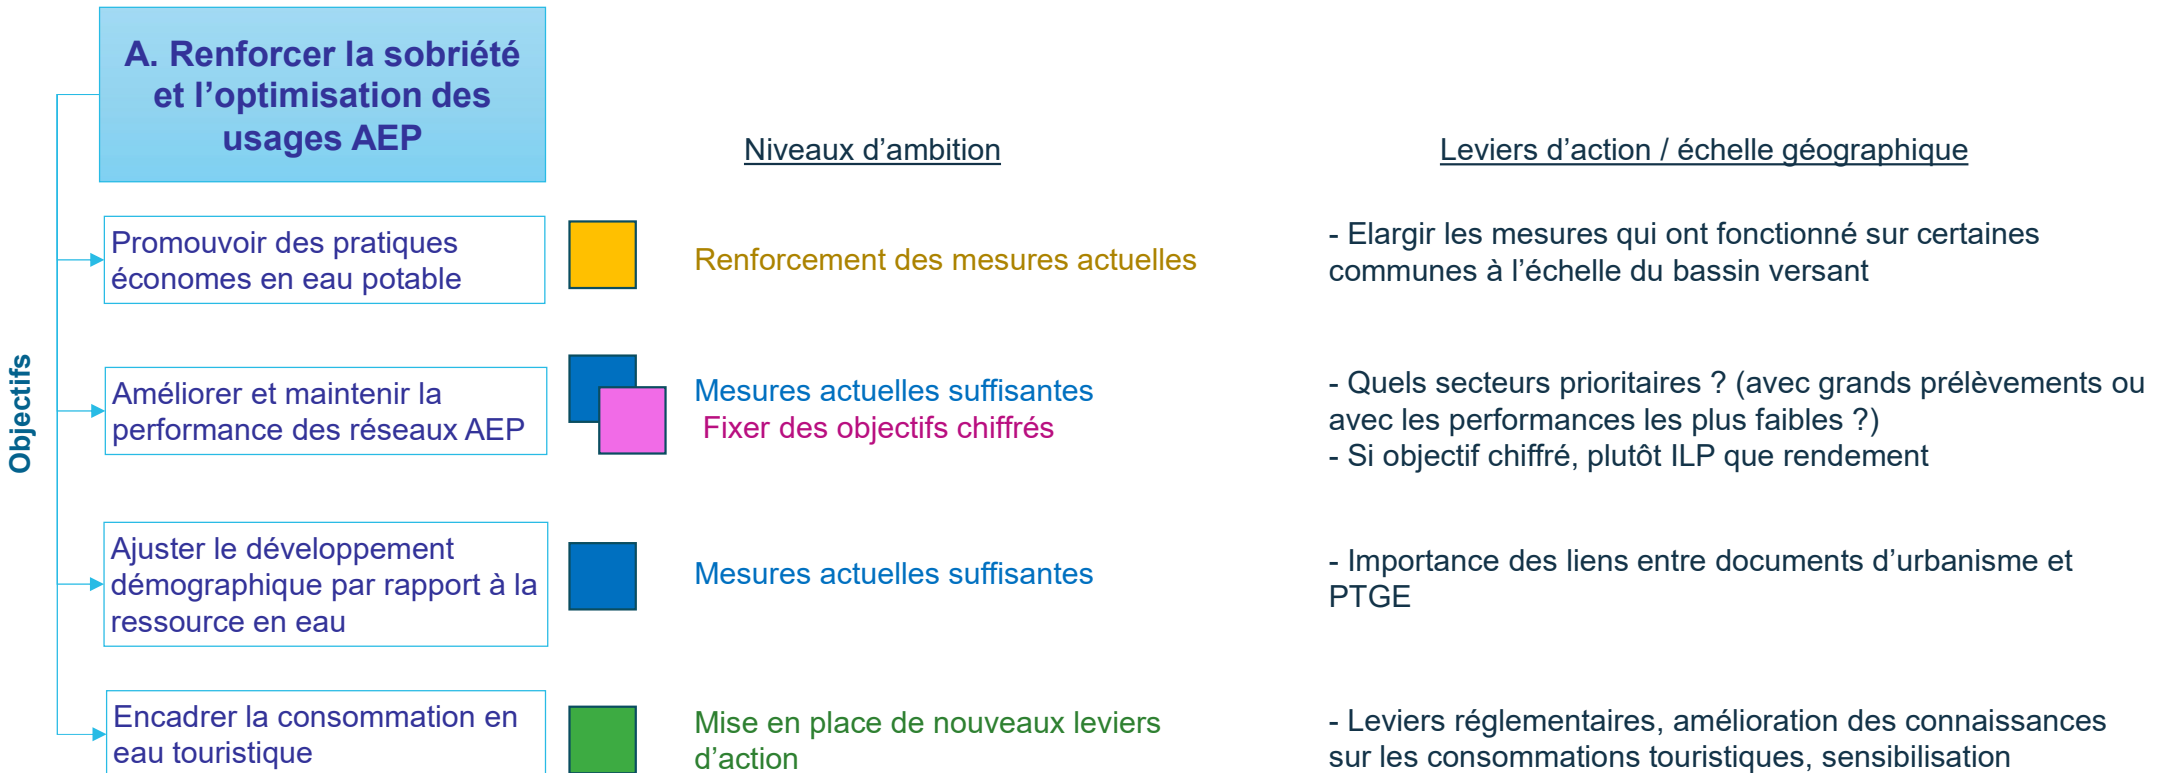 A. Renforcer la sobriété
et l’optimisation des
usages AEP
Niveaux d’ambition
Leviers d’action / échelle géographique
Objectifs
Promouvoir des pratiques
économes en eau potable
Renforcement des mesures actuelles
- Elargir les mesures qui ont fonctionné sur certaines
communes à l’échelle du bassin versant
Améliorer et maintenir la
performance des réseaux AEP
Mesures actuelles suffisantes
Fixer des objectifs chiffrés
- Quels secteurs prioritaires ? (avec grands prélèvements ou
avec les performances les plus faibles ?)
- Si objectif chiffré, plutôt ILP que rendement
Ajuster le développement
démographique par rapport à la
ressource en eau
Mesures actuelles suffisantes
- Importance des liens entre documents d’urbanisme et
PTGE
Encadrer la consommation en
eau touristique
Mise en place de nouveaux leviers
d’action
- Leviers réglementaires, amélioration des connaissances
sur les consommations touristiques, sensibilisation